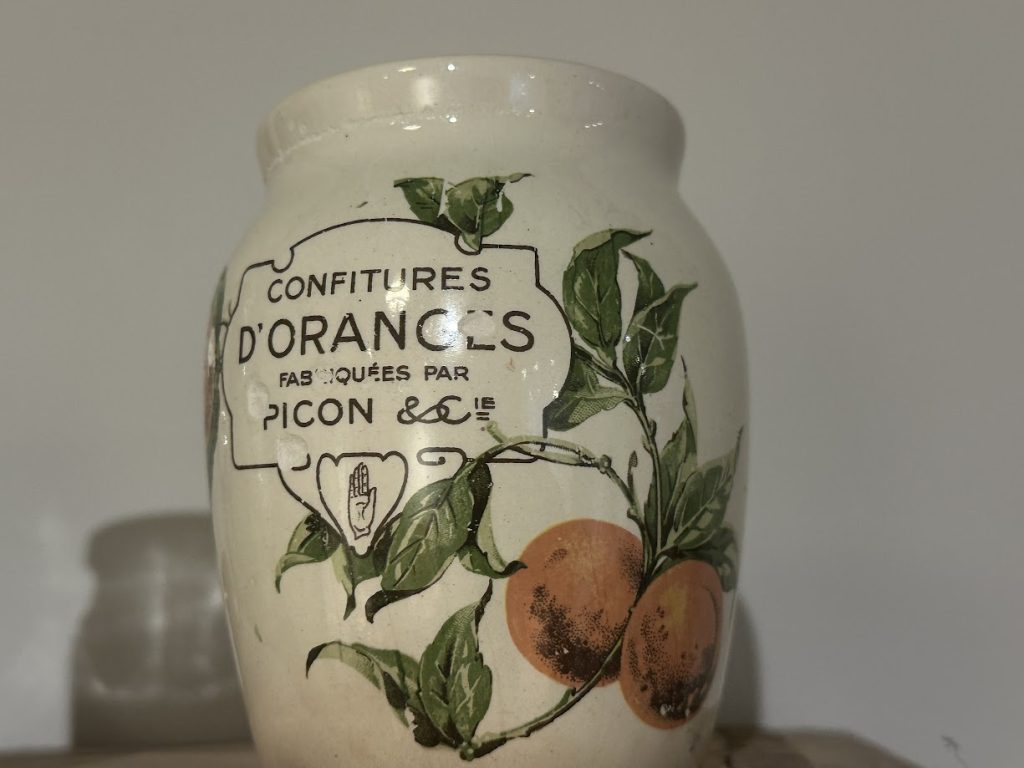 CONFITURES
D'ORANGES
FABRIQUÉES PAR
PICON & Cie